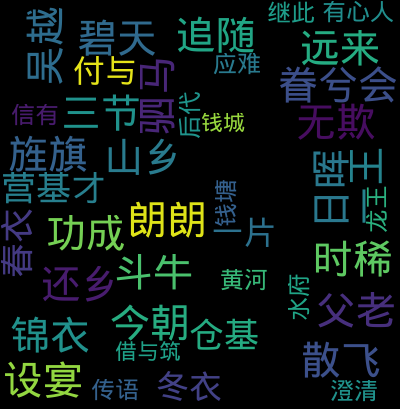 继此
有心人
吴越
碧天
追随
远来
付与
驷马
应难
眷兮会
信有
三节
后代
钱城
无欺
旌旗
山乡
日晖
王
营基才
钱塘
龙王
春衣
功成
朗朗
一片
时稀
还乡
斗牛
黄河
水府
父老
锦衣
今朝
仓基
借与筑
散飞
设宴
传语
冬衣
澄清